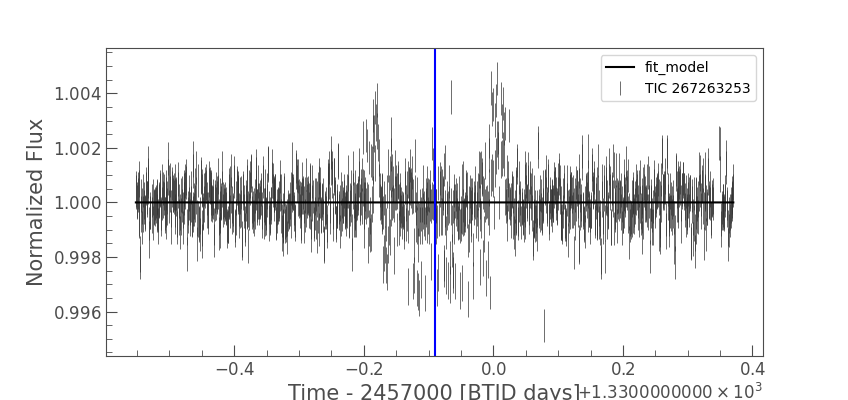 fit_model
TIC 267263253
Normalized Flux
1.004
1.002
1.000
0.998
0.996
−0.4
−0.2
0.0
0.2
0.4
Time - 2457000 [BTJD days]
+1.3300000000 × 10³